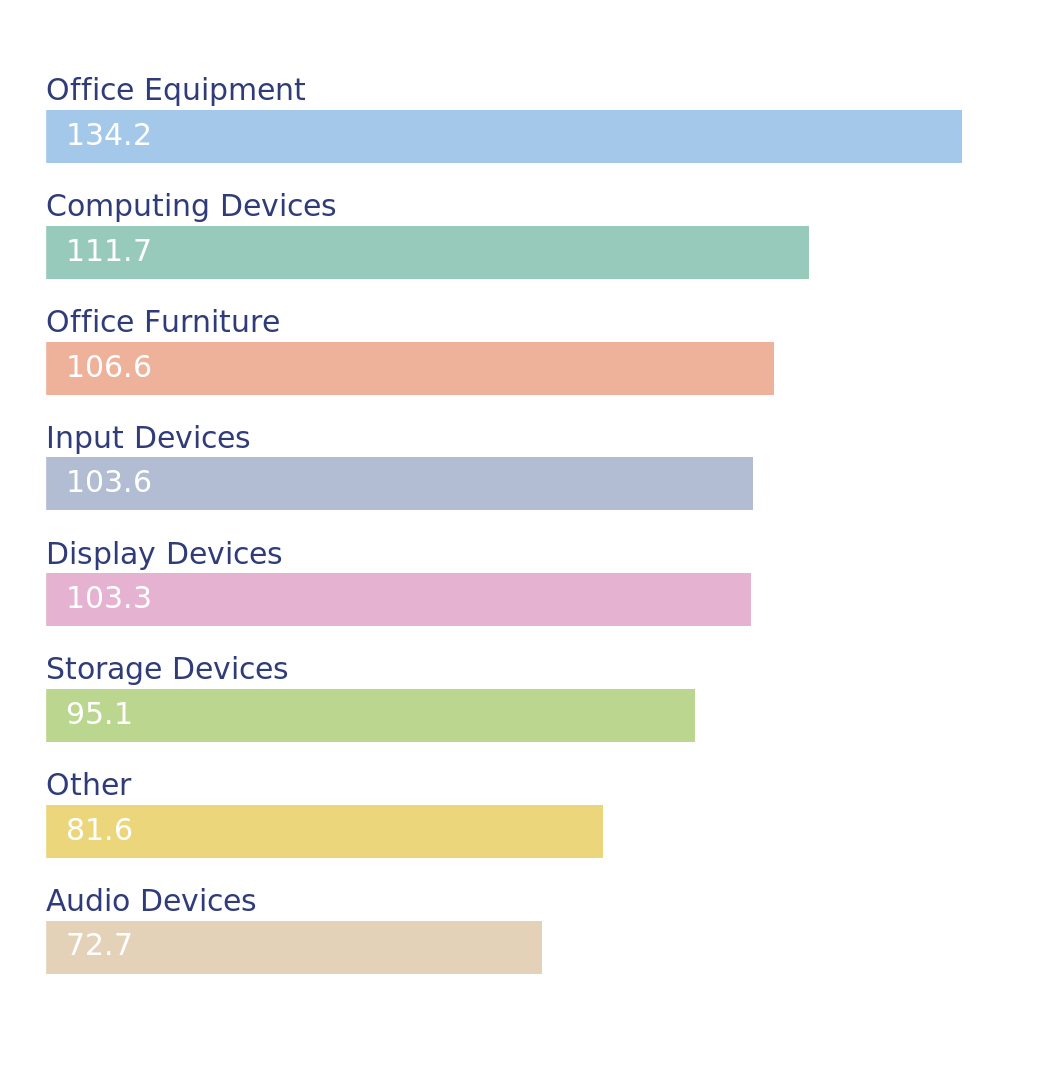 Office Equipment
134.2
Computing Devices
111.7
Office Furniture
106.6
Input Devices
103.6
Display Devices
103.3
Storage Devices
95.1
Other
81.6
Audio Devices
72.7